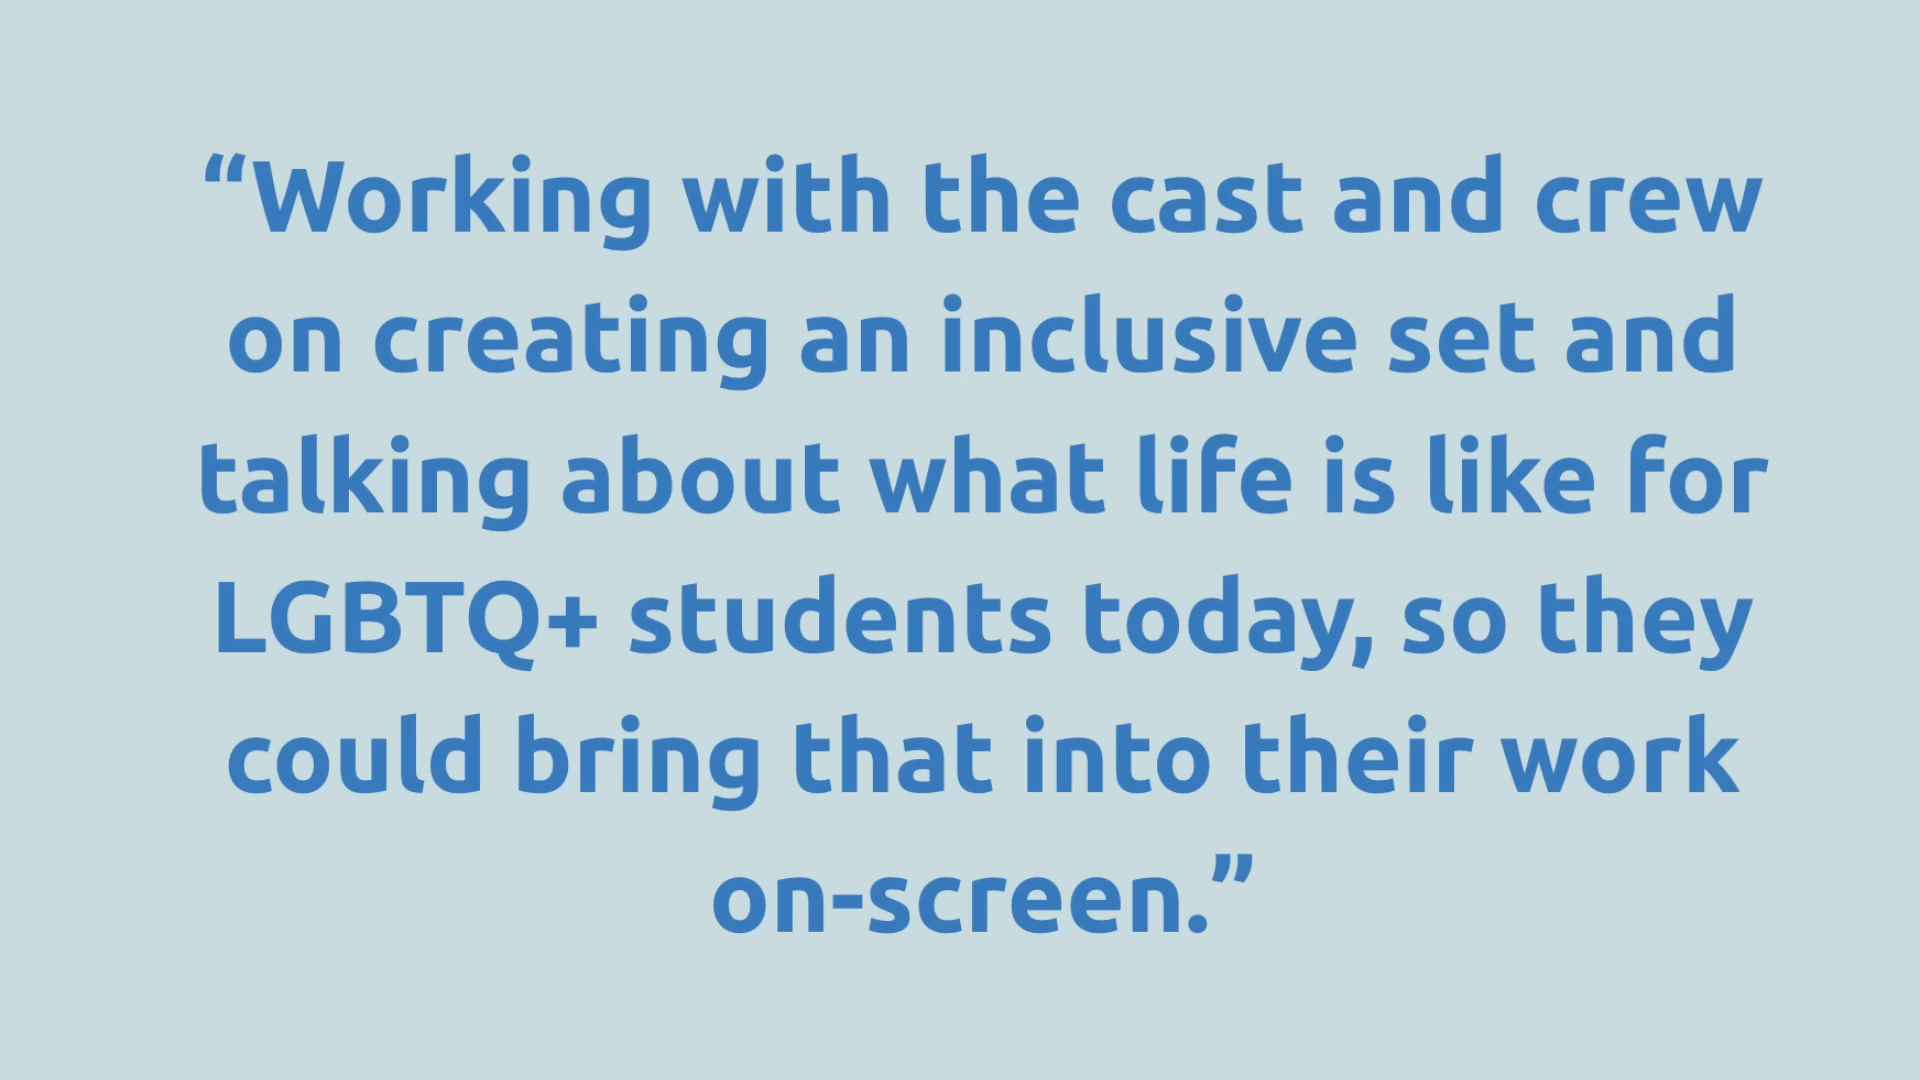 “Working with the cast and crew
on creating an inclusive set and
talking about what life is like for
LGBTQ+ students today, so they
could bring that into their work
on-screen.”